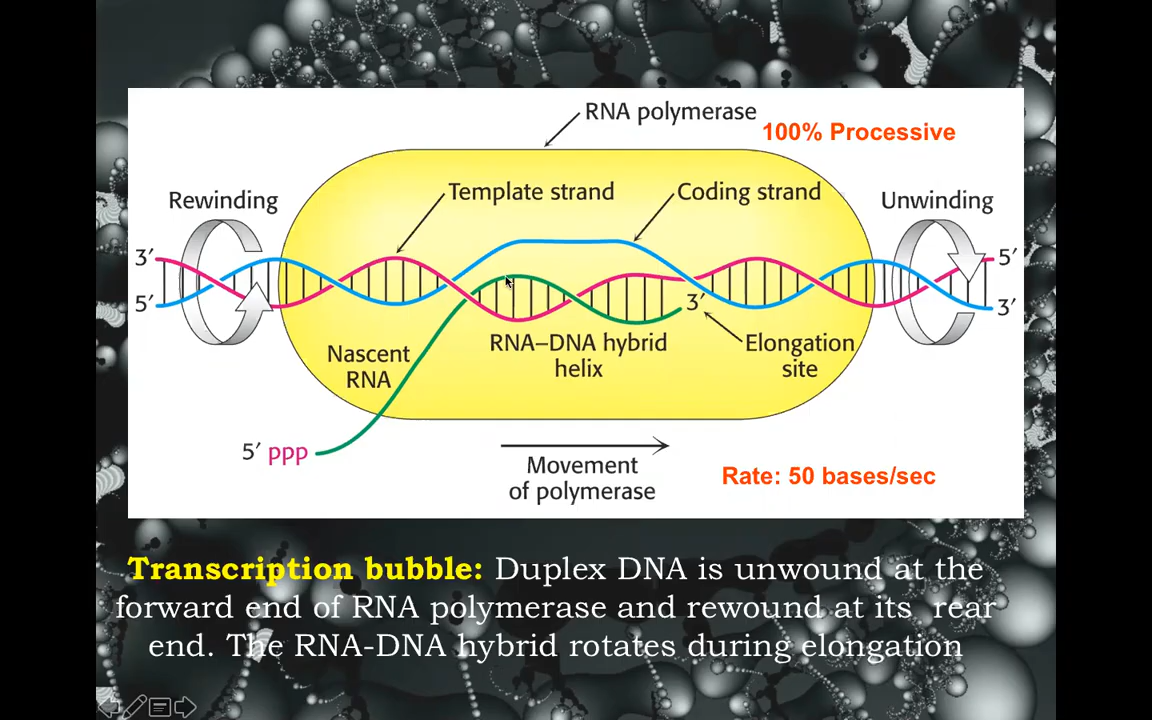 RNA polymerase
100% Processive
Template strand
Coding strand
Rewinding
Unwinding
3′
5′
5′
3′
3′
Nascent
RNA
RNA–DNA hybrid
helix
Elongation
site
5′ ppp
Movement
of polymerase
Rate: 50 bases/sec
Transcription bubble: Duplex DNA is unwound at the
forward end of RNA polymerase and rewound at its rear
end. The RNA-DNA hybrid rotates during elongation